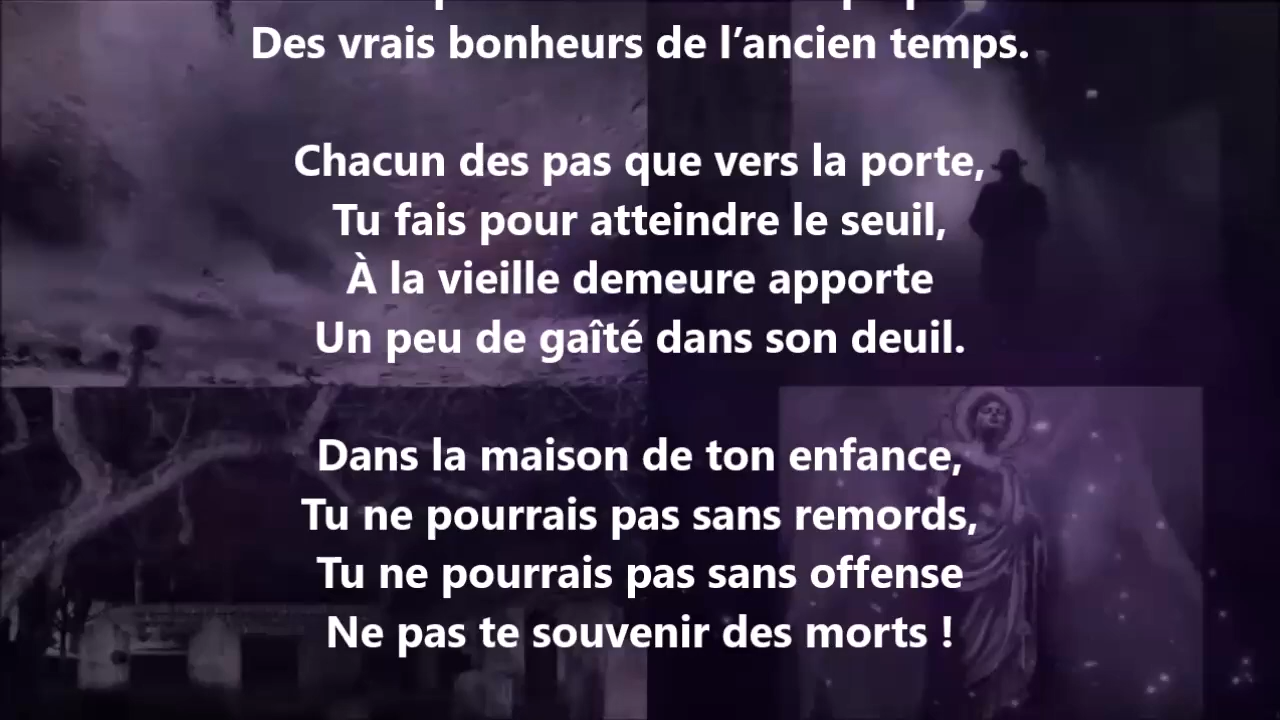 Des vrais bonheurs de l’ancien temps.
Chacun des pas que vers la porte,
Tu fais pour atteindre le seuil,
À la vieille demeure apporte
Un peu de gaîté dans son deuil.
Dans la maison de ton enfance,
Tu ne pourrais pas sans remords,
Tu ne pourrais pas sans offense
Ne pas te souvenir des morts !